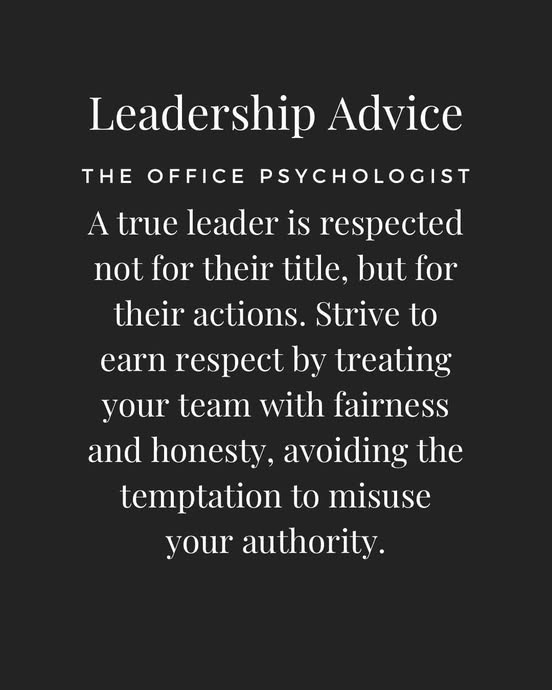 Leadership Advice
THE OFFICE PSYCHOLOGIST
A true leader is respected
not for their title, but for
their actions. Strive to
earn respect by treating
your team with fairness
and honesty, avoiding the
temptation to misuse
your authority.